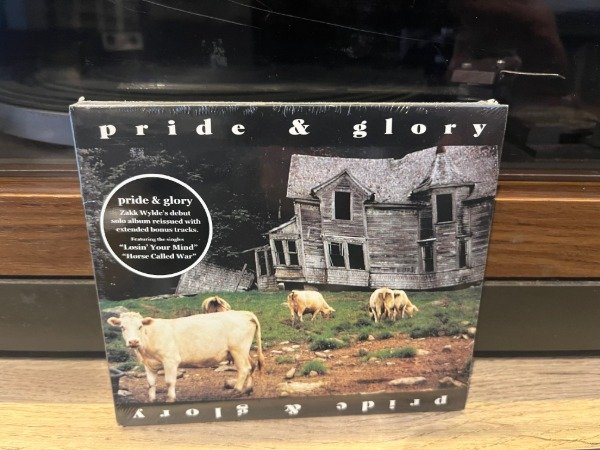 pride & glory
pride & glory
Zakk Wylde's debut
solo album reissued with
extended bonus tracks.
Featuring the singles
"Losin' Your Mind"
"Horse Called War"
pride & glory